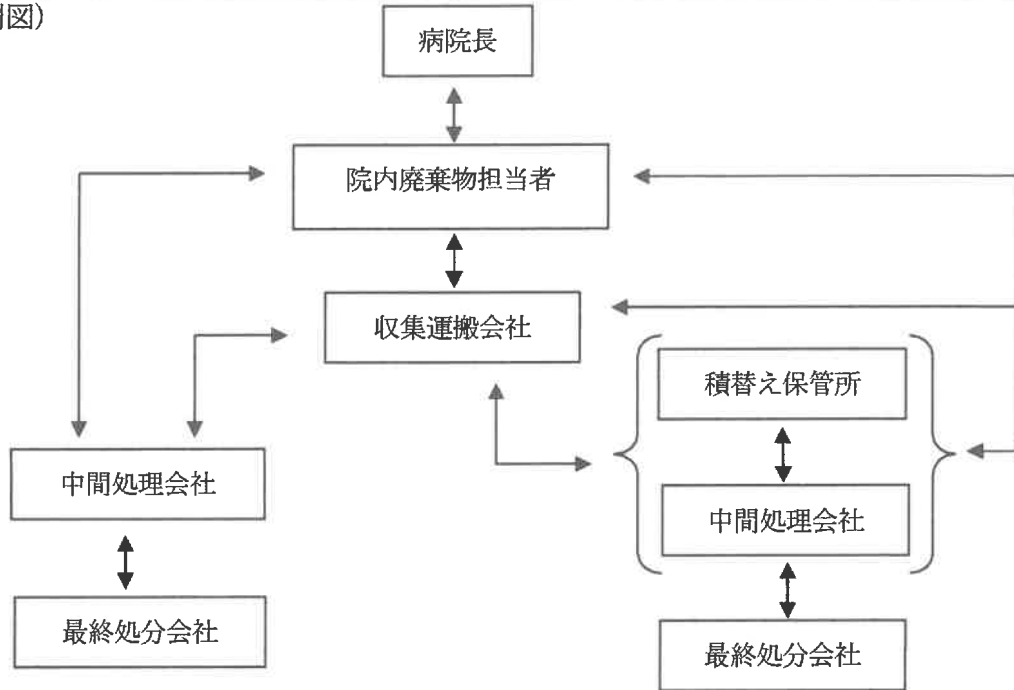 図)
病院長
院内廃棄物担当者
収集運搬会社
積替え保管所
中間処理会社
中間処理会社
最終処分会社
最終処分会社